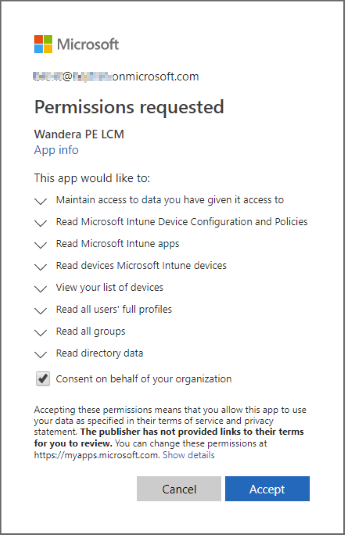 Microsoft
@ onmicrosoft.com
Permissions requested
Wandera PE LCM
App info
This app would like to:
Maintain access to data you have given it access to
Read Microsoft Intune Device Configuration and Policies
Read Microsoft Intune apps
Read devices Microsoft Intune devices
View your list of devices
Read all users' full profiles
Read all groups
Read directory data
Consent on behalf of your organization
Accepting these permissions means that you allow this app to use
your data as specified in their terms of service and privacy
statement. The publisher has not provided links to their terms
for you to review. You can change these permissions at
https://myapps.microsoft.com. Show details
Cancel
Accept